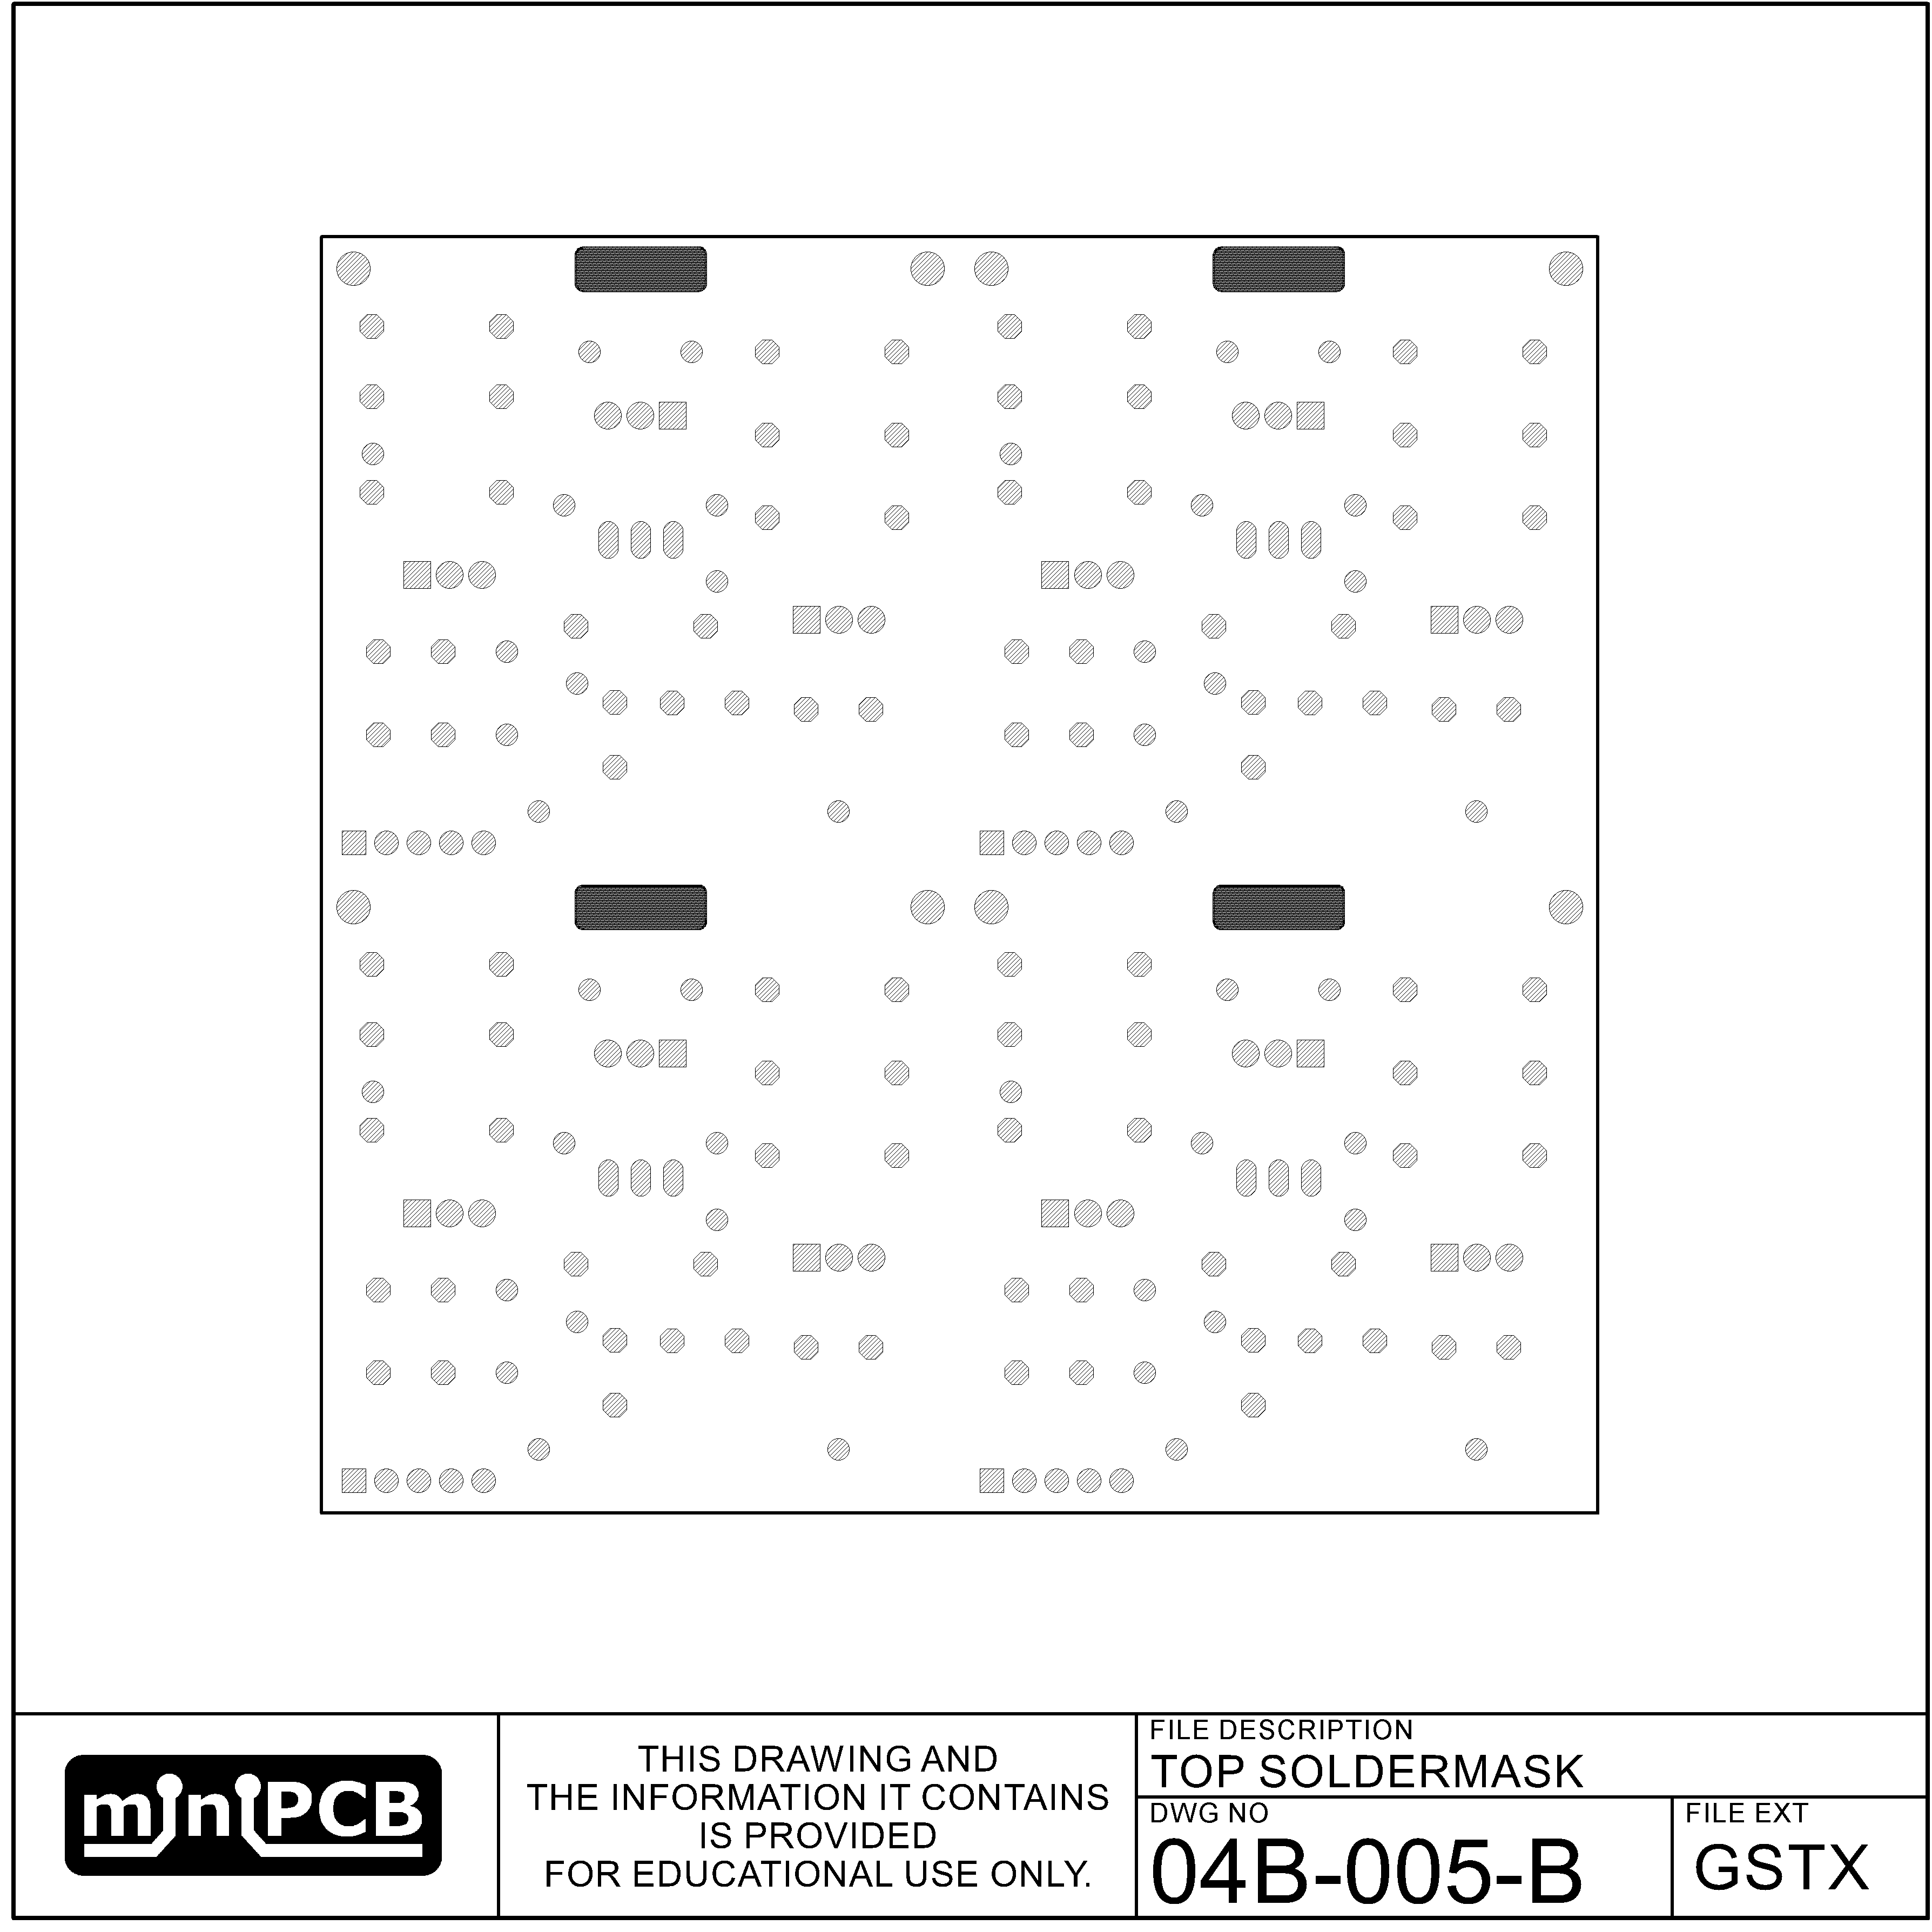 miniPCB
THIS DRAWING AND
THE INFORMATION IT CONTAINS
IS PROVIDED
FOR EDUCATIONAL USE ONLY.
FILE DESCRIPTION
TOP SOLDERMASK
DWG NO
04B-005-B
FILE EXT
GSTX